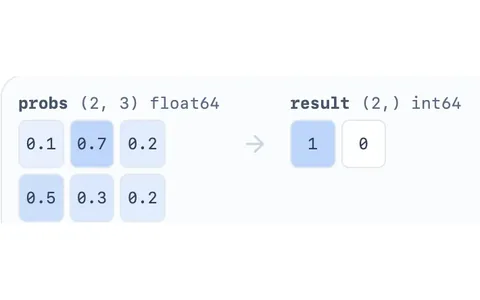 probs (2, 3) float64
result (2,) int64
0.1 0.7 0.2
1 0
0.5 0.3 0.2